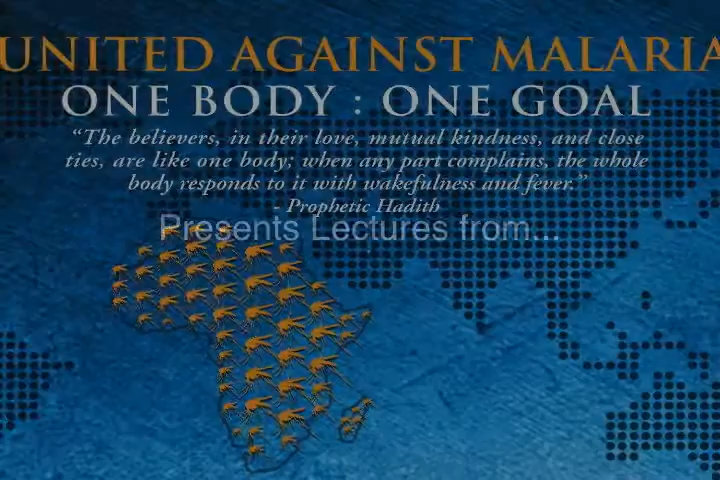 UNITED AGAINST MALARIA
ONE BODY : ONE GOAL
“The believers, in their love, mutual kindness, and close
ties, are like one body; when any part complains, the whole
body responds to it with wakefulness and fever.”
- Prophetic Hadith
Presents Lectures from...